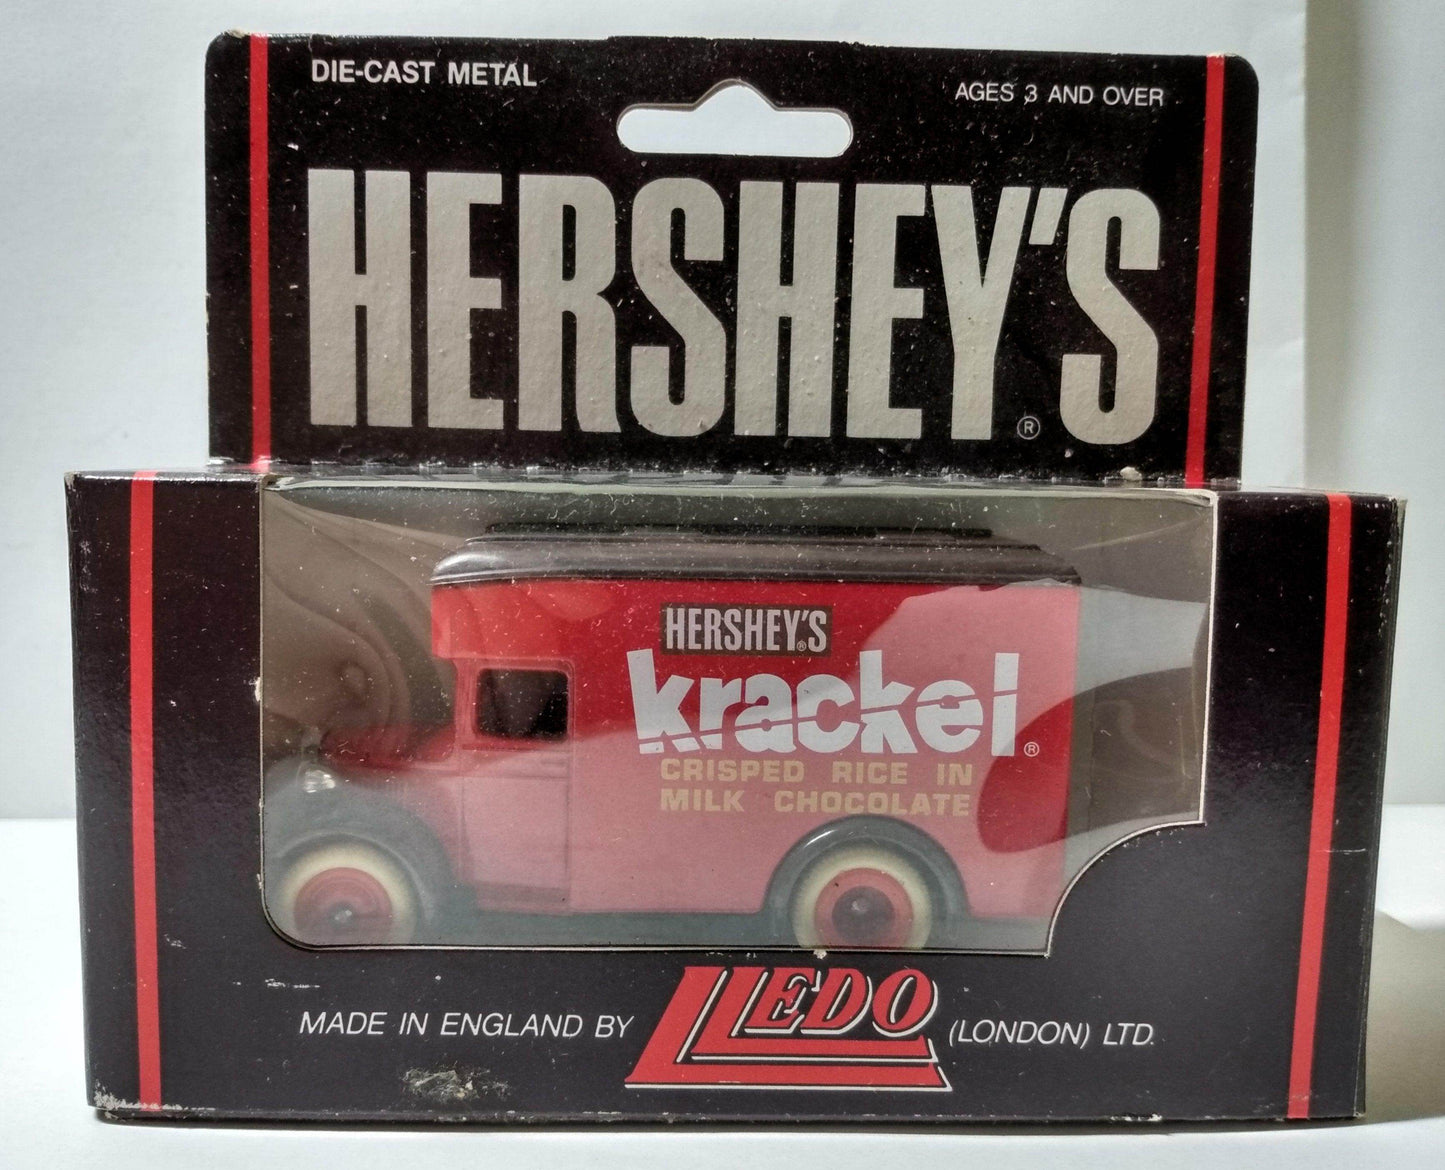 DIE-CAST METAL
AGES 3 AND OVER
HERSHEY'S®
HERSHEY'S®
krackel®
CRISPED RICE IN
MILK CHOCOLATE
MADE IN ENGLAND BY LLEDO (LONDON) LTD.